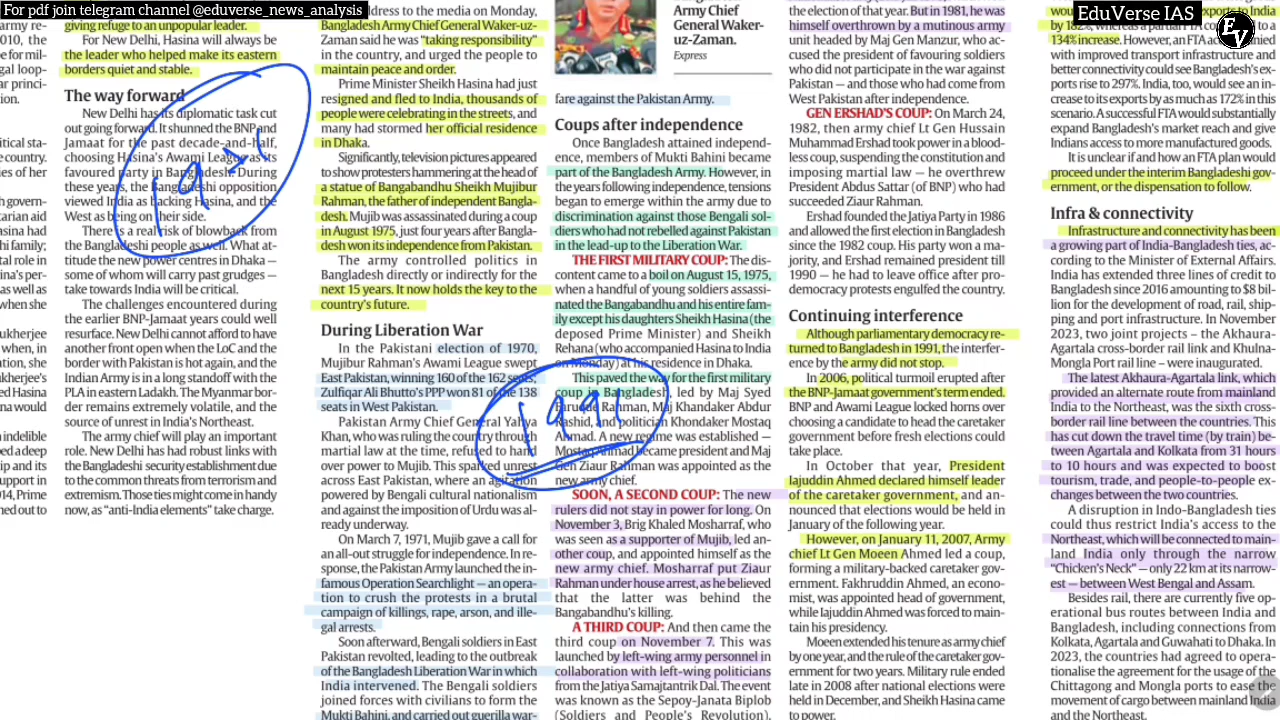 For pdf join telegram channel @eduverse_news_analysis
EduVerse IAS
giving refuge to an unpopular leader.
For New Delhi, Hasina will always be
the leader who helped make its eastern
borders quiet and stable.
The way forward
New Delhi has its diplomatic task cut
out going forward. It shunned the BNP and
Jamaat for the past decade-and-half,
choosing Hasina's Awami League as its
favoured party in Bangladesh. During
these years, the Bangladeshi opposition
viewed India as backing Hasina, and the
West as being on their side.
There is a real risk of blowback from
the Bangladeshi people as well. What at-
titude the new power centres in Dhaka —
some of whom will carry past grudges —
take towards India will be critical.
The challenges encountered during
the earlier BNP-Jamaat years could well
resurface. New Delhi cannot afford to have
another front open when the LoC and the
border with Pakistan is hot again, and the
Indian Army is in a long standoff with the
PLA in eastern Ladakh. The Myanmar bor-
der remains extremely volatile, and the
source of unrest in India's Northeast.
The army chief will play an important
role. New Delhi has had robust links with
the Bangladesh security establishment due
to the common threats from terrorism and
extremism. Those ties might come in handy
now, as “anti-India elements” take charge.
dress to the media on Monday,
Bangladesh Army Chief General Waker-uz-
Zaman said he was “taking responsibility”
in the country, and urged the people to
maintain peace and order.
Prime Minister Sheikh Hasina had just
resigned and fled to India, thousands of
people were celebrating in the streets, and
many had stormed her official residence
in Dhaka.
Significantly, television pictures appeared
to show protesters hammering at the head of
a statue of Bangabandhu Sheikh Mujibur
Rahman, the father of independent Bangla-
desh. Mujib was assassinated during a coup
in August 1975, just four years after Bangla-
desh won its independence from Pakistan.
The army controlled politics in
Bangladesh directly or indirectly for the
next 15 years. It now holds the key to the
country's future.
During Liberation War
In the Pakistani election of 1970,
Mujibur Rahman's Awami League swept
East Pakistan, winning 160 of the 162 seats;
Zulfiqar Ali Bhutto's PPP won 81 of the 138
seats in West Pakistan.
Pakistan Army Chief General Yahya
Khan, who was ruling the country through
martial law at the time, refused to hand
over power to Mujib. This sparked unrest
across East Pakistan, where an agitation
powered by Bengali cultural nationalism
and against the imposition of Urdu was al-
ready underway.
On March 7, 1971, Mujib gave a call for
an all-out struggle for independence. In re-
sponse, the Pakistan Army launched the in-
famous Operation Searchlight — an opera-
tion to crush the protests in a brutal
campaign of killings, rape, arson, and ille-
gal arrests.
Soon afterward, Bengali soldiers in East
Pakistan revolted, leading to the outbreak
of the Bangladesh Liberation War in which
India intervened. The Bengali soldiers
joined forces with civilians to form the
Mukti Bahini, and carried out guerilla war-
Army Chief
General Waker-
uz-Zaman.
Express
fare against the Pakistan Army.
Coups after independence
Once Bangladesh attained independ-
ence, members of Mukti Bahini became
part of the Bangladesh Army. However, in
the years following independence, tensions
began to emerge within the army due to
discrimination against those Bengali sol-
diers who had not rebelled against Pakistan
in the lead-up to the Liberation War.
THE FIRST MILITARY COUP: The dis-
content came to a boil on August 15, 1975,
when a handful of young soldiers assassi-
nated the Bangabandhu and his entire fam-
ily except his daughters Sheikh Hasina (the
deposed Prime Minister) and Sheikh
Rehana (who accompanied Hasina to India
on Monday) at his residence in Dhaka.
This paved the way for the first military
coup in Bangladesh, led by Maj Syed
Faruque Rahman, Maj Khandaker Abdur
Rashid, and politician Khondaker Mostaq
Ahmad. A new regime was established —
Mostaq Ahmad became president and Maj
Gen Ziaur Rahman was appointed as the
new army chief.
SOON, A SECOND COUP: The new
rulers did not stay in power for long. On
November 3, Brig Khaled Mosharraf, who
was seen as a supporter of Mujib, led an-
other coup, and appointed himself as the
new army chief. Mosharraf put Ziaur
Rahman under house arrest, as he believed
that the latter was behind the
Bangabandhu's killing.
A THIRD COUP: And then came the
third coup on November 7. This was
launched by left-wing army personnel in
collaboration with left-wing politicians
from the Jatiya Samajtantrik Dal. The event
was known as the Sepoy-Janata Biplob
(Soldiers and People's Revolution),
1975
1991
the election of that year. But in 1981, he was
himself overthrown by a mutinous army
unit headed by Maj Gen Manzur, who ac-
cused the president of favouring soldiers
who did not participate in the war against
Pakistan — and those who had come from
West Pakistan after independence.
GEN ERSHAD'S COUP: On March 24,
1982, then army chief Lt Gen Hussain
Muhammad Ershad took power in a blood-
less coup, suspending the constitution and
imposing martial law — he overthrew
President Abdus Sattar (of BNP) who had
succeeded Ziaur Rahman.
Ershad founded the Jatiya Party in 1986
and allowed the first election in Bangladesh
since the 1982 coup. His party won a ma-
jority, and Ershad remained president till
1990 — he had to leave office after pro-
democracy protests engulfed the country.
Continuing interference
Although parliamentary democracy re-
turned to Bangladesh in 1991, the interfer-
ence by the army did not stop.
In 2006, political turmoil erupted after
the BNP-Jamaat government's term ended.
BNP and Awami League locked horns over
choosing a candidate to head the caretaker
government before fresh elections could
take place.
In October that year, President
Iajuddin Ahmed declared himself leader
of the caretaker government, and an-
nounced that elections would be held in
January of the following year.
However, on January 11, 2007, Army
chief Lt Gen Moeen Ahmed led a coup,
forming a military-backed caretaker gov-
ernment. Fakhruddin Ahmed, an econo-
mist, was appointed head of government,
while Iajuddin Ahmed was forced to main-
tain his presidency.
Moeen extended his tenure as army chief
by one year, and the rule of the caretaker gov-
ernment for two years. Military rule ended
late in 2008 after national elections were
held in December, and Sheikh Hasina came
to power.
134% increase. However, an FTA
with improved transport infrastructure and
better connectivity could see Bangladesh's ex-
ports rise to 297%. India, too, would see an in-
crease to its exports by as much as 172% in this
scenario. A successful FTA would substantially
expand Bangladesh's market reach and give
Indians access to more manufactured goods.
It is unclear if and how an FTA plan would
proceed under the interim Bangladeshi gov-
ernment, or the dispensation to follow.
Infra & connectivity
Infrastructure and connectivity has been
a growing part of India-Bangladesh ties, ac-
cording to the Minister of External Affairs.
India has extended three lines of credit to
Bangladesh since 2016 amounting to $8 bil-
lion for the development of road, rail, ship-
ping and port infrastructure. In November
2023, two joint projects – the Akhaura-
Agartala cross-border rail link and Khulna-
Mongla Port rail line – were inaugurated.
The latest Akhaura-Agartala link, which
provided an alternate route from mainland
India to the Northeast, was the sixth cross-
border rail line between the countries. This
has cut down the travel time (by train) be-
tween Agartala and Kolkata from 31 hours
to 10 hours and was expected to boost
tourism, trade, and people-to-people ex-
changes between the two countries.
A disruption in Indo-Bangladesh ties
could thus restrict India's access to the
Northeast, which will be connected to main-
land India only through the narrow
“Chicken's Neck” — only 22 km at its narrow-
est — between West Bengal and Assam.
Besides rail, there are currently five op-
erational bus routes between India and
Bangladesh, including connections from
Kolkata, Agartala and Guwahati to Dhaka. In
2023, the countries had agreed to opera-
tionalise the agreement for the usage of the
Chittagong and Mongla ports to ease the
movement of cargo between mainland India
and the Northeast.